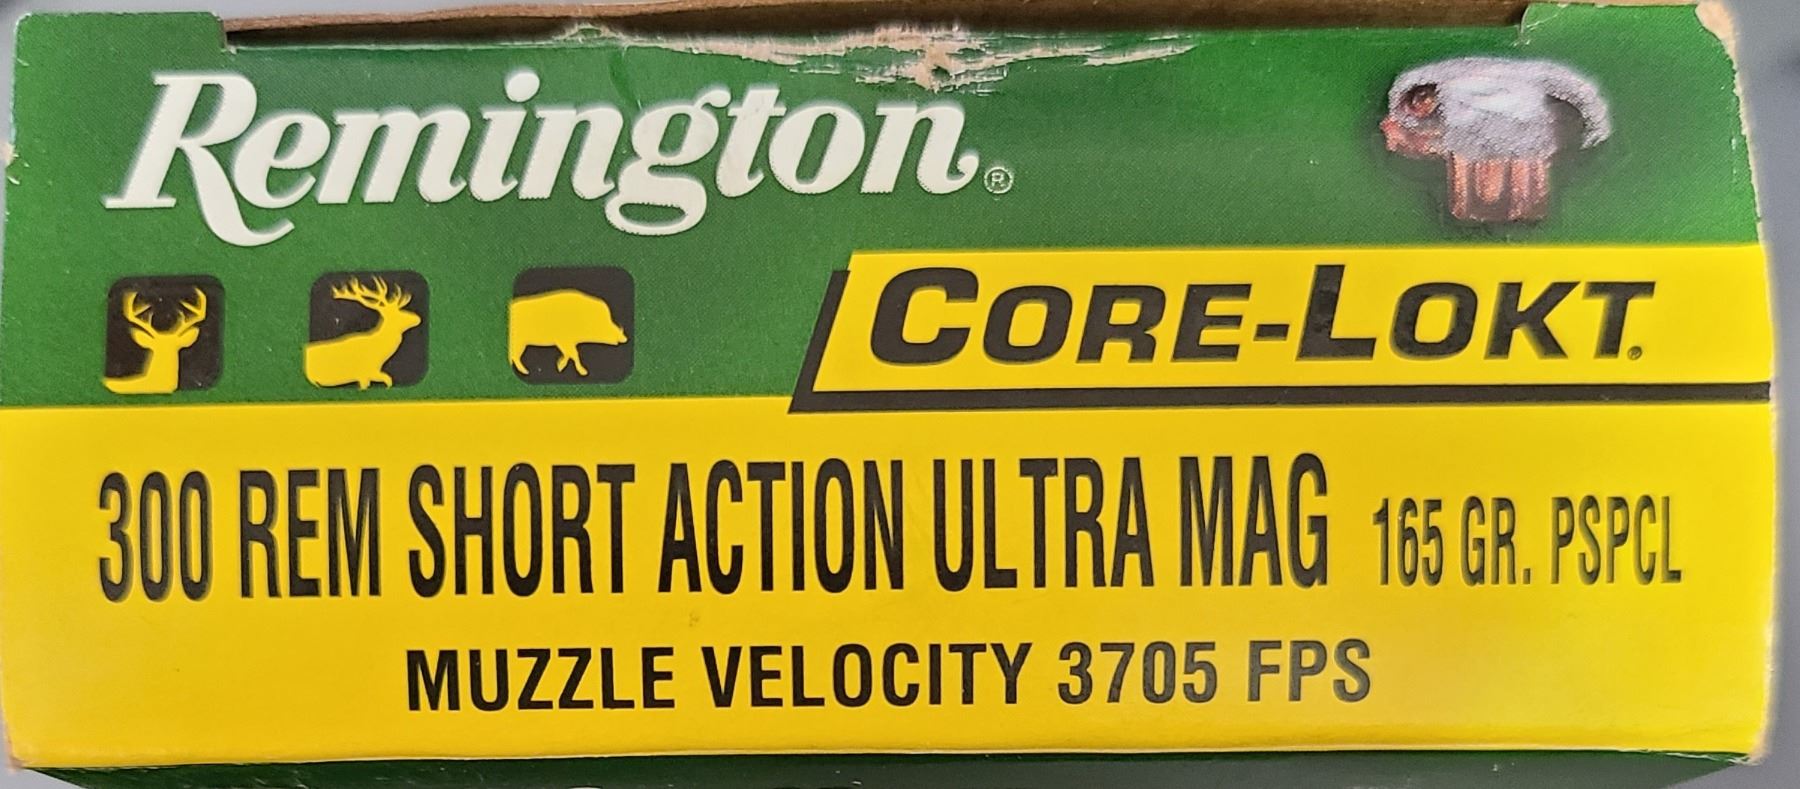 Remington®
CORE-LOKT®
300 REM SHORT ACTION ULTRA MAG 165 GR. PSPCL
MUZZLE VELOCITY 3705 FPS